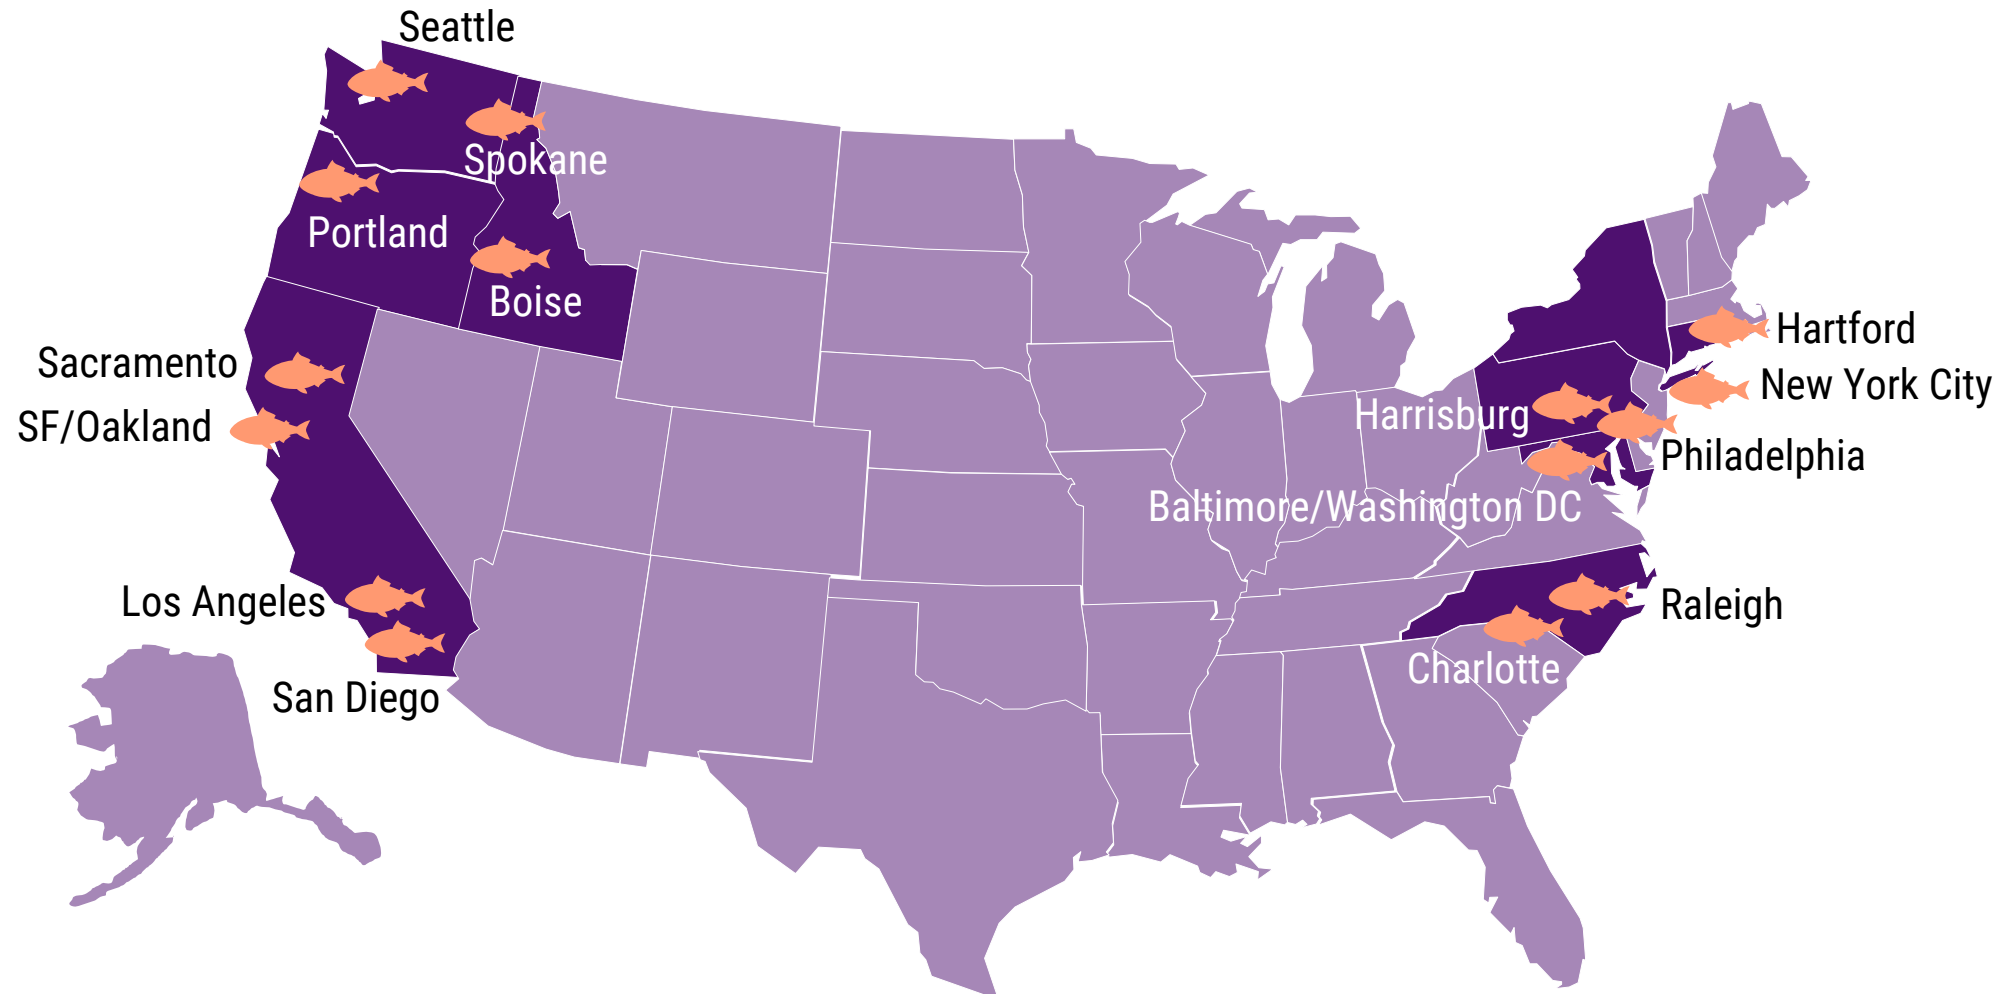 Seattle
Spokane
Portland
Boise
Sacramento
SF/Oakland
Los Angeles
San Diego
Hartford
New York City
Harrisburg
Philadelphia
Baltimore/Washington DC
Raleigh
Charlotte